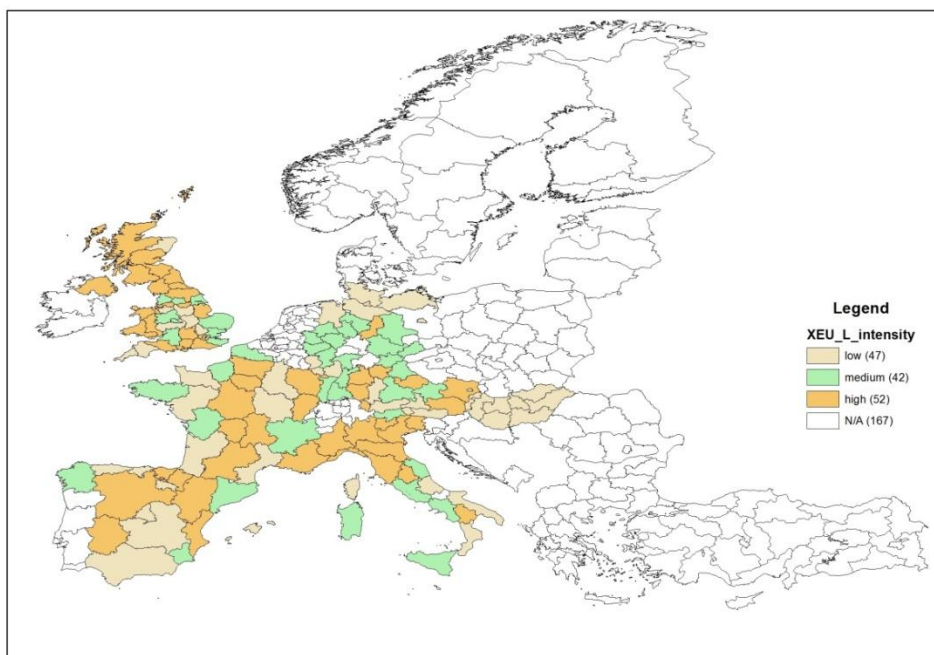 Legend
XEU_L_intensity
low (47)
medium (42)
high (52)
N/A (167)